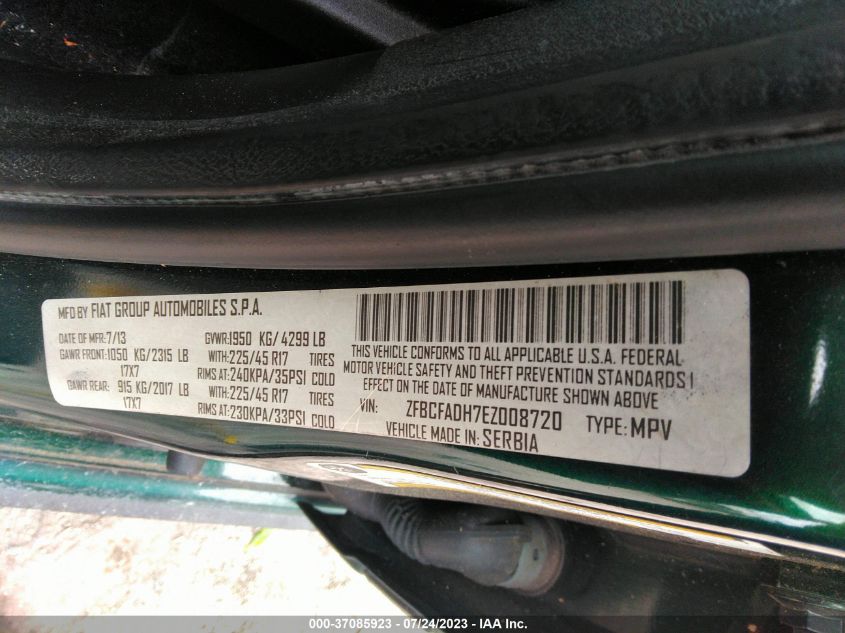 MFD BY FIAT GROUP AUTOMOBILES S.P.A.
DATE OF MFR: 7/13 GVWR: 1950 KG/ 4299 LB
GAWR FRONT: 1050 KG/2315 LB WITH: 225/45 R17 TIRES
17X7 RIMS AT: 240KPA/35PSI COLD
GAWR REAR: 915 KG/2017 LB WITH: 225/45 R17 TIRES
17X7 RIMS AT: 230KPA/33PSI COLD
THIS VEHICLE CONFORMS TO ALL APPLICABLE U.S.A. FEDERAL
MOTOR VEHICLE SAFETY AND THEFT PREVENTION STANDARDS I
EFFECT ON THE DATE OF MANUFACTURE SHOWN ABOVE
VIN: ZFBCFADH7EZ008720 TYPE: MPV
VEHICLE MADE IN: SERBIA
000-37085923 - 07/24/2023 - IAA Inc.